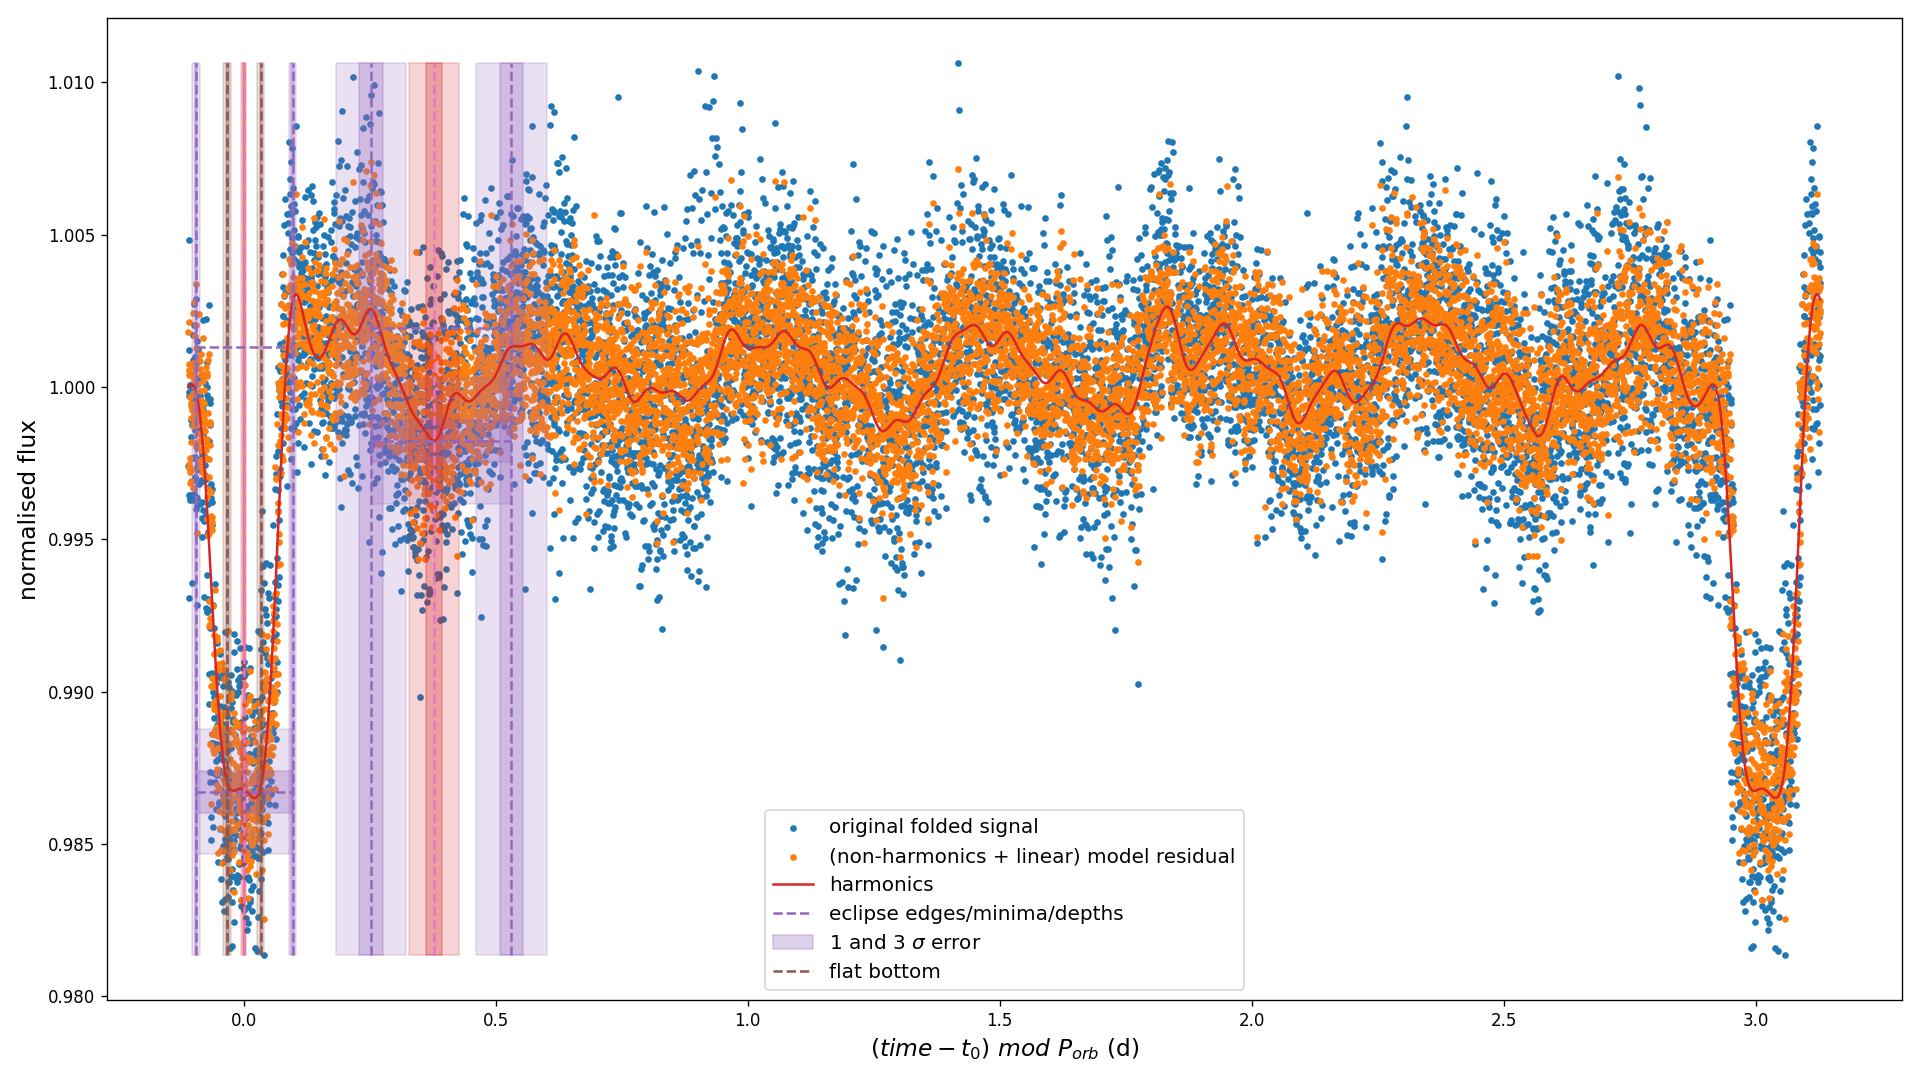 1.010
1.005
1.000
0.995
0.990
0.985
0.980
normalised flux
original folded signal
(non-harmonics + linear) model residual
harmonics
eclipse edges/minima/depths
1 and 3 σ error
flat bottom
0.0 0.5 1.0 1.5 2.0 2.5 3.0
(time − t₀) mod Pₒᵣᵦ (d)